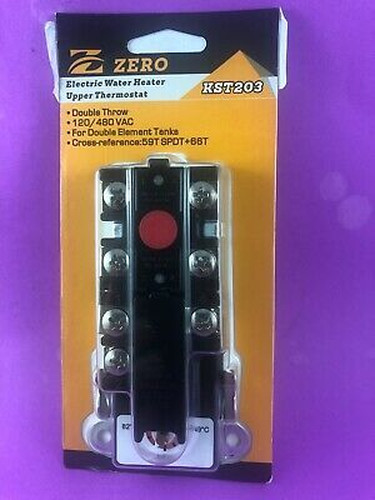 ZERO
Electric Water Heater
Upper Thermostat
KST203
• Double Throw
• 120/480 VAC
• For Double Element Tanks
• Cross-reference:59T SPDT+66T